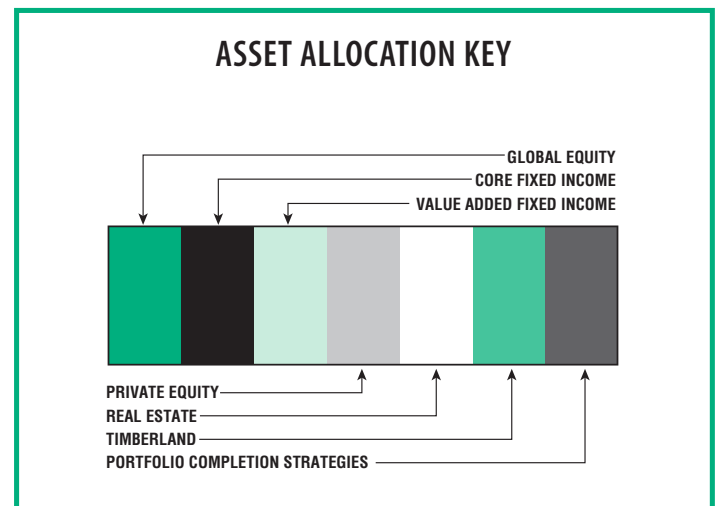 ASSET ALLOCATION KEY
GLOBAL EQUITY
CORE FIXED INCOME
VALUE ADDED FIXED INCOME
PRIVATE EQUITY
REAL ESTATE
TIMBERLAND
PORTFOLIO COMPLETION STRATEGIES